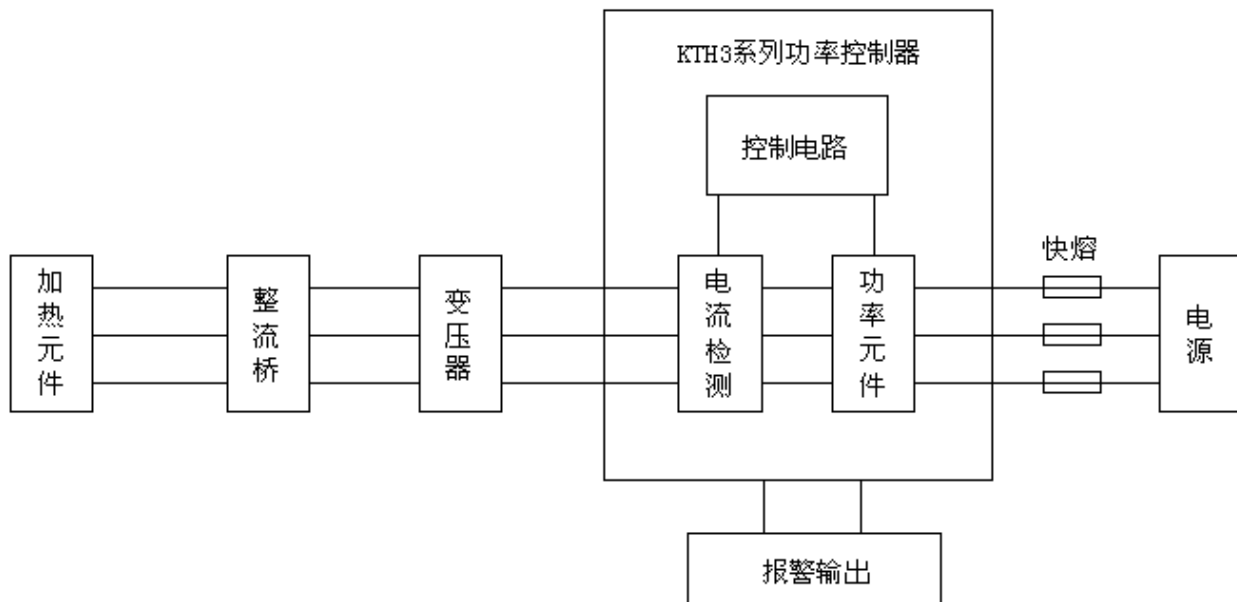 KTH3系列功率控制器
控制电路
快熔
加热元件
整流桥
变压器
电流检测
功率元件
电源
报警输出